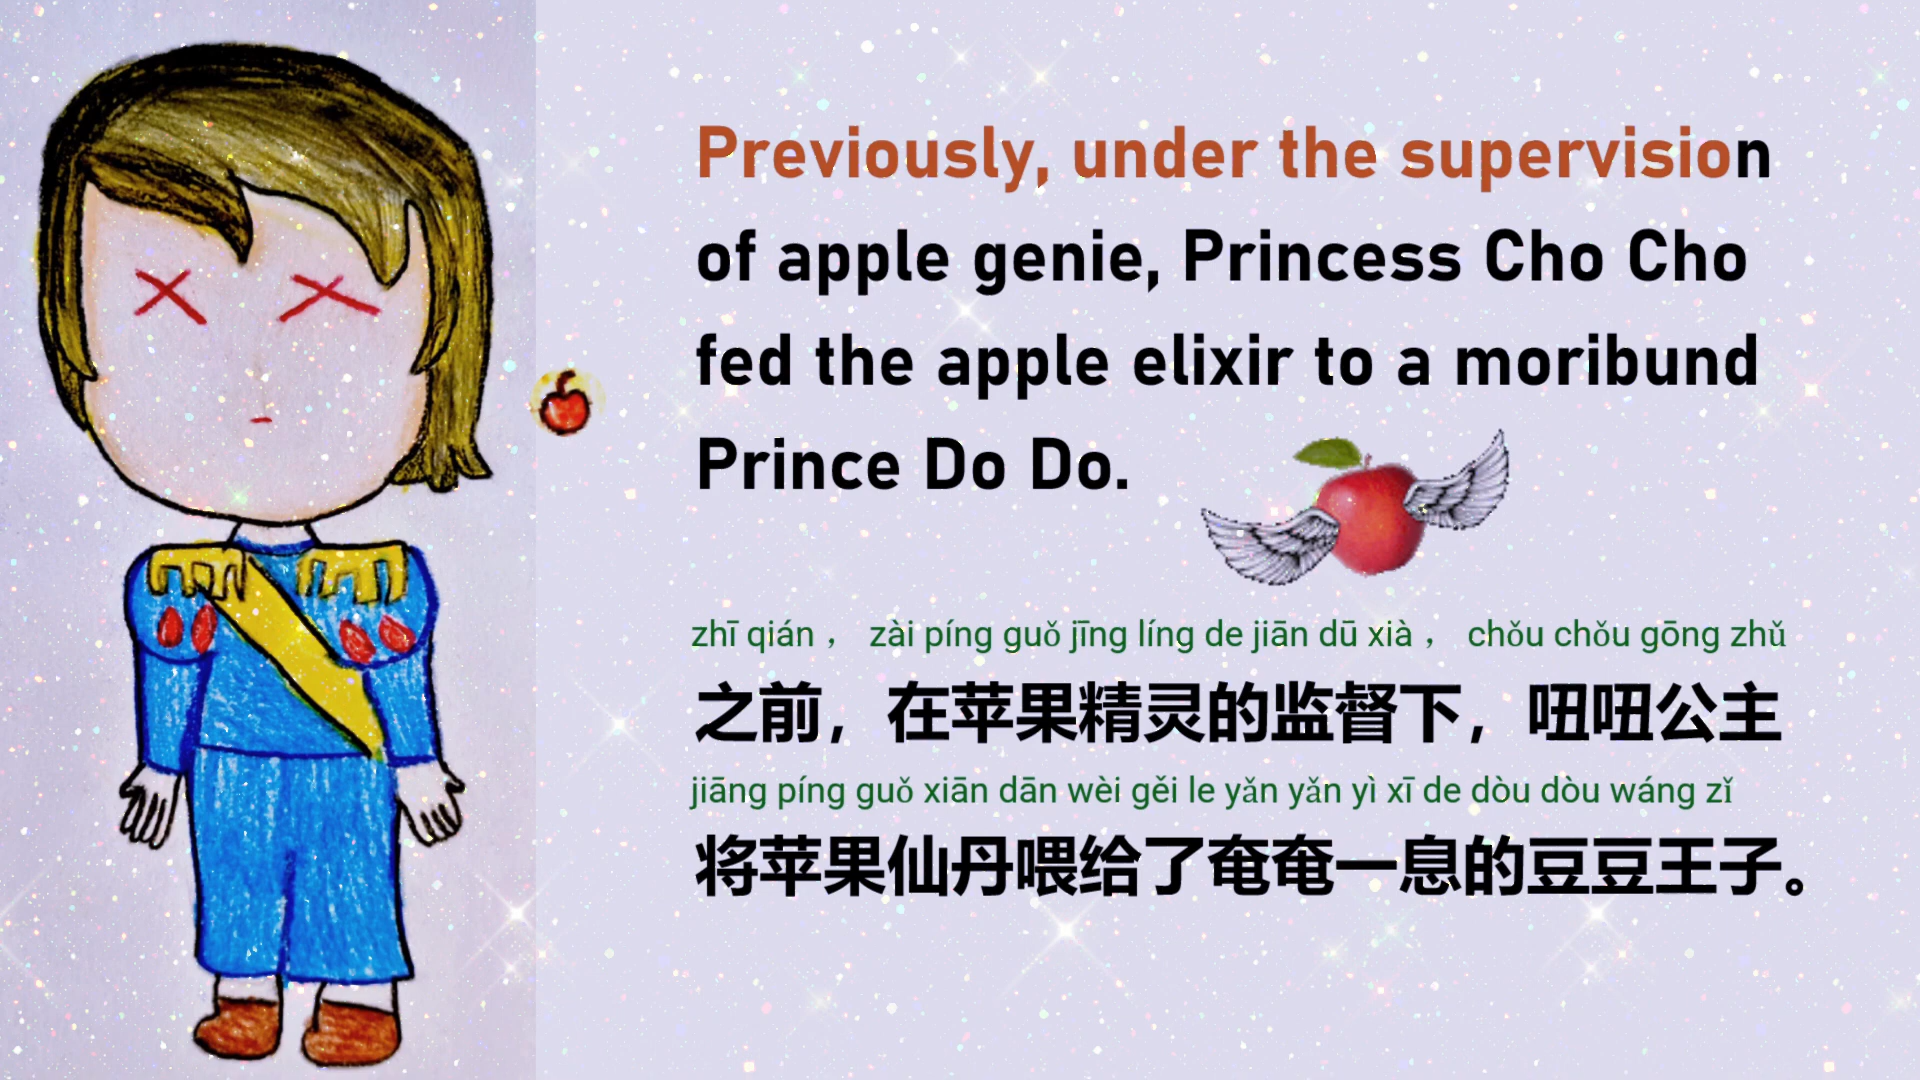 Previously, under the supervision
of apple genie, Princess Cho Cho
fed the apple elixir to a moribund
Prince Do Do.
zhī qián ， zài píng guǒ jīng líng de jiān dū xià ， chǒu chǒu gōng zhǔ
之前，在苹果精灵的监督下，吜吜公主
jiāng píng guǒ xiān dān wèi gěi le yǎn yǎn yì xī de dòu dòu wáng zǐ
将苹果仙丹喂给了奄奄一息的豆豆王子。